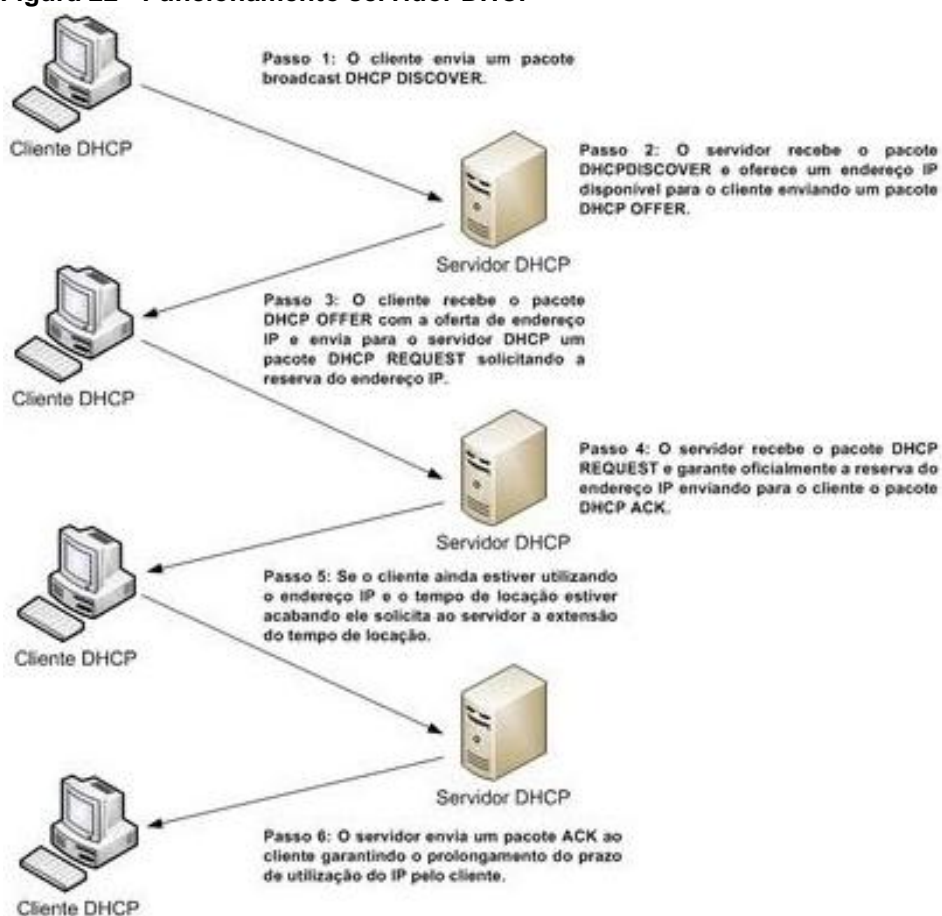 Figura 22 - Funcionamento servidor DHCP
Passo 1: O cliente envia um pacote
broadcast DHCP DISCOVER.
Cliente DHCP
Passo 2: O servidor recebe o pacote
DHCPDISCOVER e oferece um endereço IP
disponível para o cliente enviando um pacote
DHCP OFFER.
Servidor DHCP
Passo 3: O cliente recebe o pacote
DHCP OFFER com a oferta de endereço
IP e envia para o servidor DHCP um
pacote DHCP REQUEST solicitando a
reserva do endereço IP.
Cliente DHCP
Passo 4: O servidor recebe o pacote DHCP
REQUEST e garante oficialmente a reserva do
endereço IP enviando para o cliente o pacote
DHCP ACK.
Servidor DHCP
Passo 5: Se o cliente ainda estiver utilizando
o endereço IP e o tempo de locação estiver
acabando ele solicita ao servidor a extensão
do tempo de locação.
Cliente DHCP
Servidor DHCP
Passo 6: O servidor envia um pacote ACK ao
cliente garantindo o prolongamento do prazo
de utilização do IP pelo cliente.
Cliente DHCP